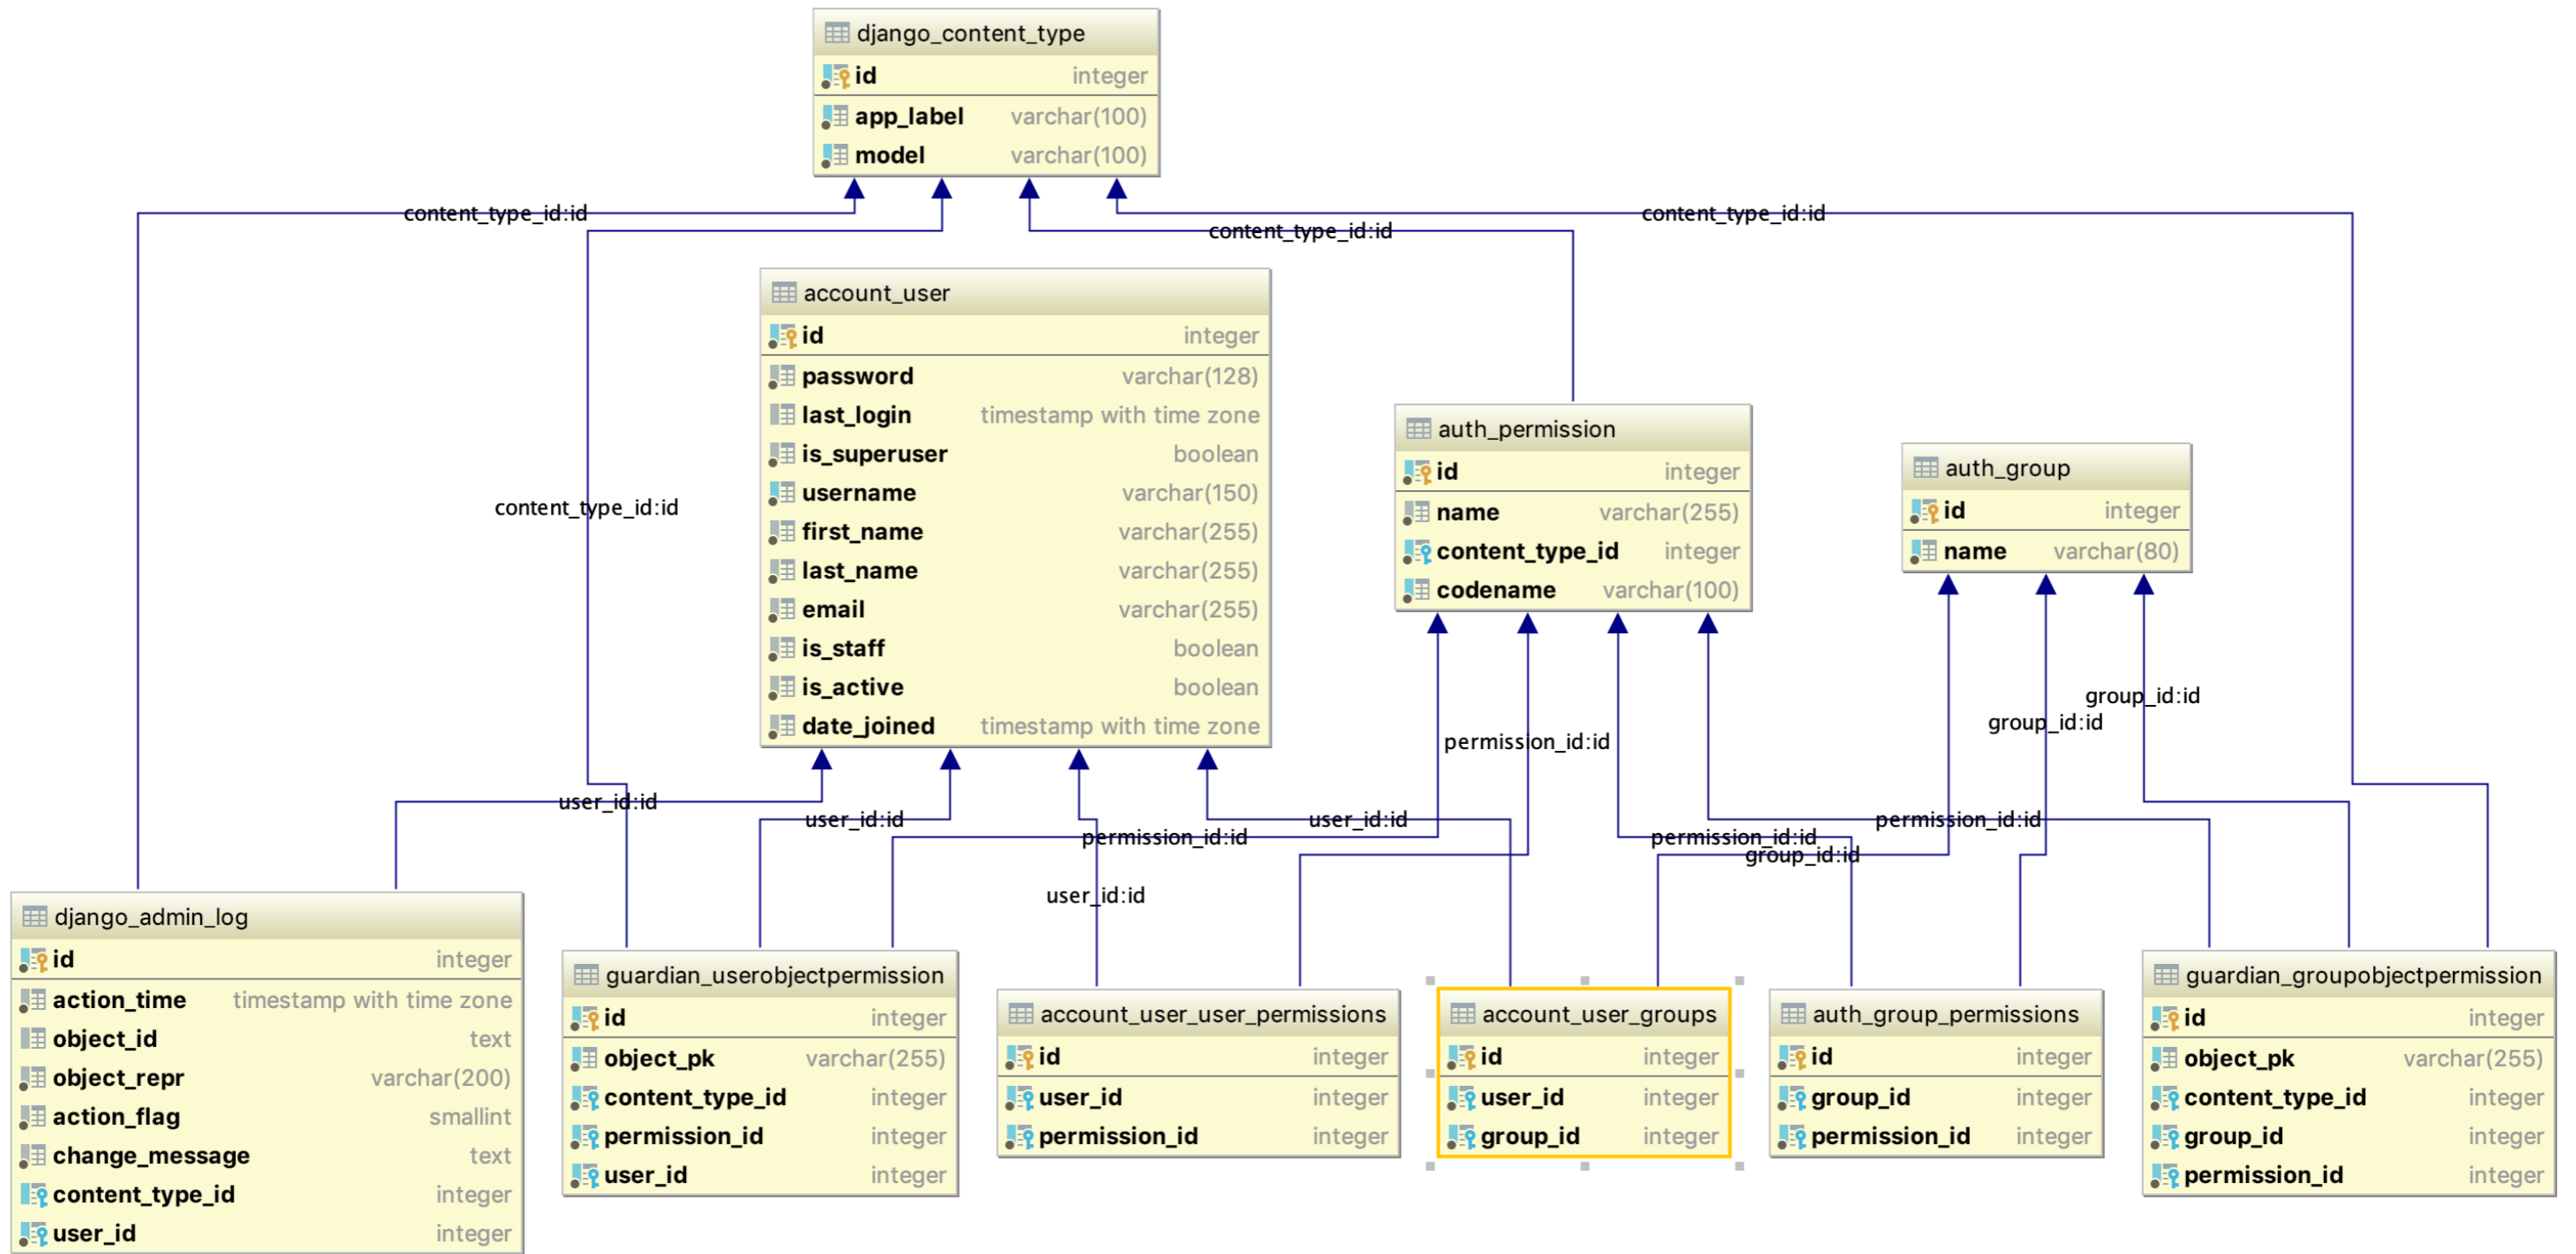 django_content_type
id integer
app_label varchar(100)
model varchar(100)
content_type_id:id
content_type_id:id
content_type_id:id
content_type_id:id
account_user
id integer
password varchar(128)
last_login timestamp with time zone
is_superuser boolean
username varchar(150)
first_name varchar(255)
last_name varchar(255)
email varchar(255)
is_staff boolean
is_active boolean
date_joined timestamp with time zone
auth_permission
id integer
name varchar(255)
content_type_id integer
codename varchar(100)
auth_group
id integer
name varchar(80)
group_id:id
group_id:id
permission_id:id
user_id:id
user_id:id
user_id:id
permission_id:id
permission_id:id
permission_id:id
group_id:id
user_id:id
django_admin_log
id integer
action_time timestamp with time zone
object_id text
object_repr varchar(200)
action_flag smallint
change_message text
content_type_id integer
user_id integer
guardian_userobjectpermission
id integer
object_pk varchar(255)
content_type_id integer
permission_id integer
user_id integer
account_user_user_permissions
id integer
user_id integer
permission_id integer
account_user_groups
id integer
user_id integer
group_id integer
auth_group_permissions
id integer
group_id integer
permission_id integer
guardian_groupobjectpermission
id integer
object_pk varchar(255)
content_type_id integer
group_id integer
permission_id integer